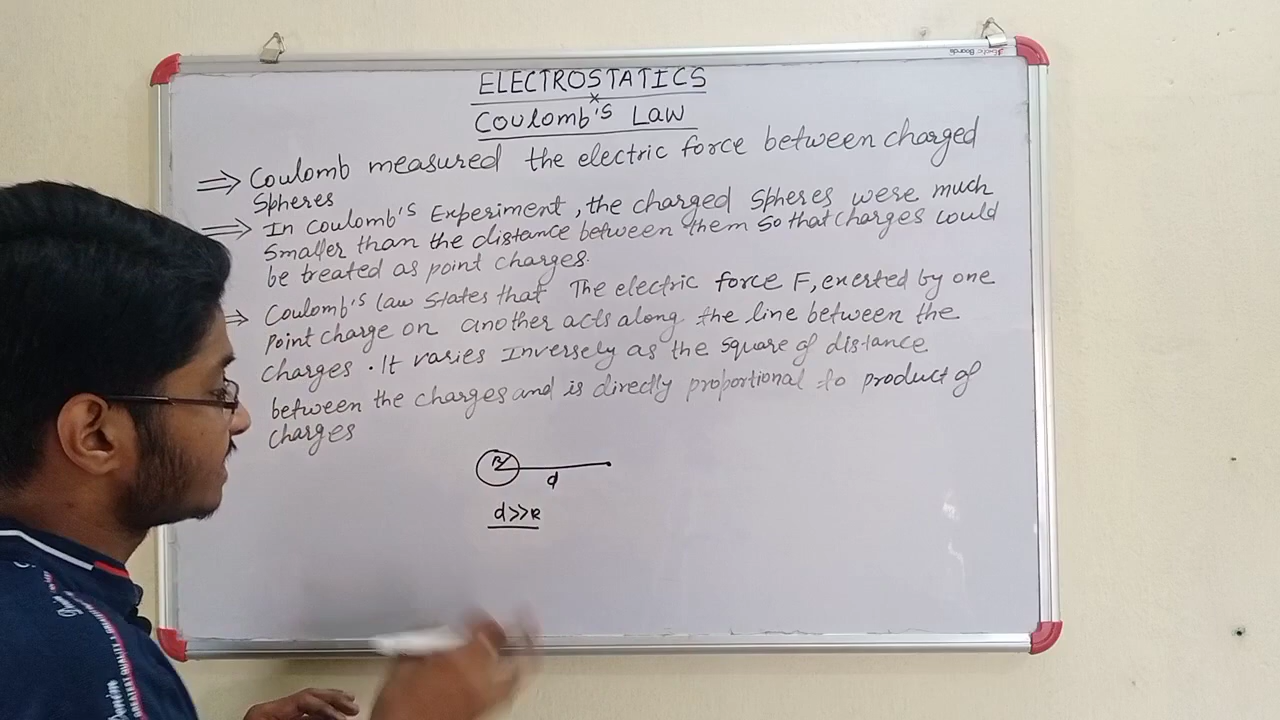 ELECTROSTATICS
COULOMB'S LAW
⇒ Coulomb measured the electric force between charged
Spheres
⇒ In Coulomb's Experiment, the charged Spheres were much
smaller than the distance between them so that charges could
be treated as point charges.
⇒ Coulomb's law states that The electric force F, exerted by one
point charge on another acts along the line between the
charges. It varies Inversely as the square of distance
between the charges and is directly proportional to product of
charges
R
d
d>>R
Exotic Boards